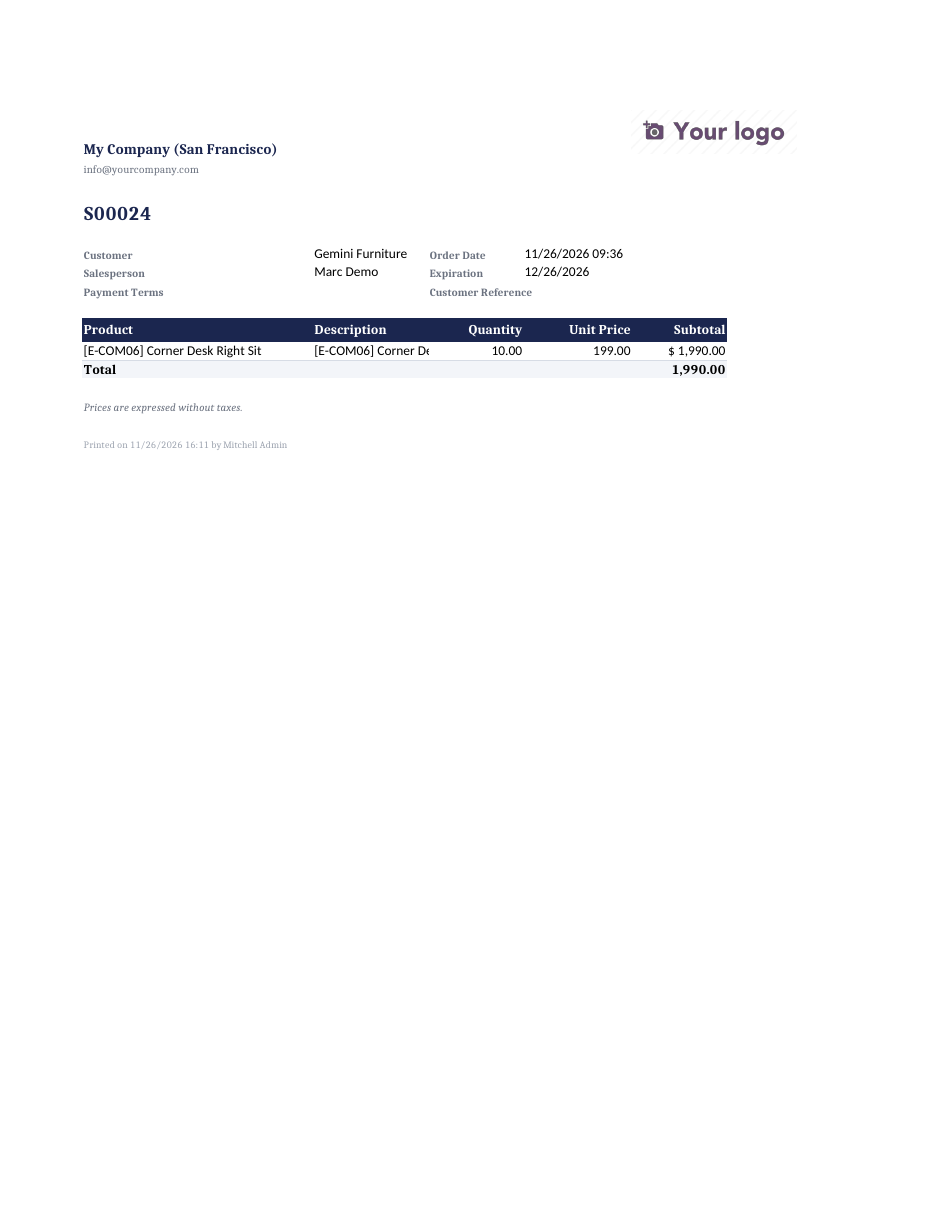 Your logo
My Company (San Francisco)
info@yourcompany.com
S00024
Customer Gemini Furniture Order Date 11/26/2026 09:36
Salesperson Marc Demo Expiration 12/26/2026
Payment Terms Customer Reference
Product Description Quantity Unit Price Subtotal
[E-COM06] Corner Desk Right Sit [E-COM06] Corner De 10.00 199.00 $ 1,990.00
Total 1,990.00
Prices are expressed without taxes.
Printed on 11/26/2026 16:11 by Mitchell Admin